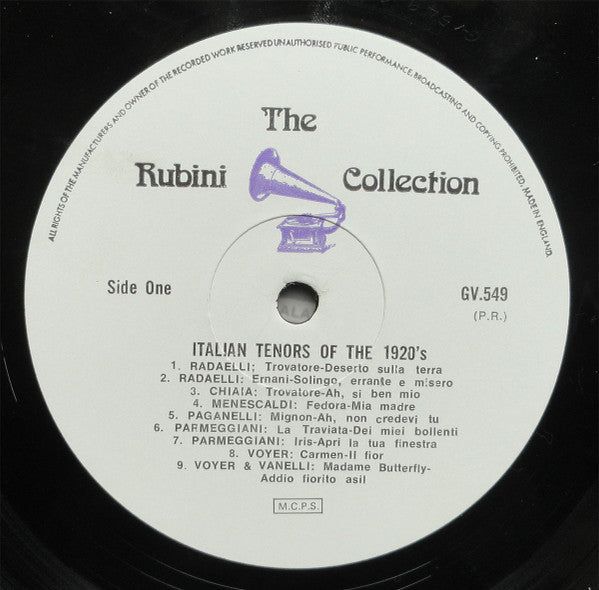 ALL RIGHTS OF THE MANUFACTURERS AND OWNER OF THE RECORDED WORK RESERVED UNAUTHORISED PUBLIC PERFORMANCE, BROADCASTING AND COPYING PROHIBITED, MADE IN ENGLAND.
The
Rubini Collection
Side One
GV.549
(P.R.)
ITALIAN TENORS OF THE 1920's
1. RADAELLI; Trovatore-Deserto sulla terra
2. RADAELLI: Ernani-Solingo, errante e misero
3. CHIAIA: Trovatore-Ah, si ben mio
4. MENESCALDI: Fedora-Mia madre
5. PAGANELLI: Mignon-Ah, non credevi tu
6. PARMEGGIANI: La Traviata-Dei miei bollenti
7. PARMEGGIANI: Iris-Apri la tua finestra
8. VOYER: Carmen-Il fior
9. VOYER & VANELLI: Madame Butterfly-
Addio fiorito asil
M.C.P.S.